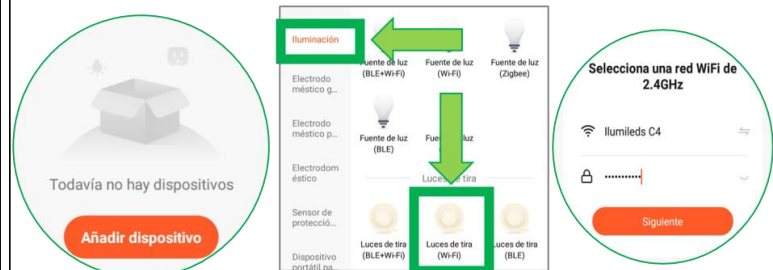 Todavía no hay dispositivos
Añadir dispositivo
Iluminación
Electrodo
méstico g...
Electrodo
méstico p...
Electrodom
éstico
Sensor de
protecció...
Dispositivo
portátil pa...
Fuente de luz
(BLE+Wi-Fi)
Fuente de luz
(Wi-Fi)
Fuente de luz
(Zigbee)
Fuente de luz
(BLE)
Luces de tira
Luces de tira
(BLE+Wi-Fi)
Luces de tira
(Wi-Fi)
Luces de tira
(BLE)
Selecciona una red WiFi de
2.4GHz
Ilumileds C4
Siguiente